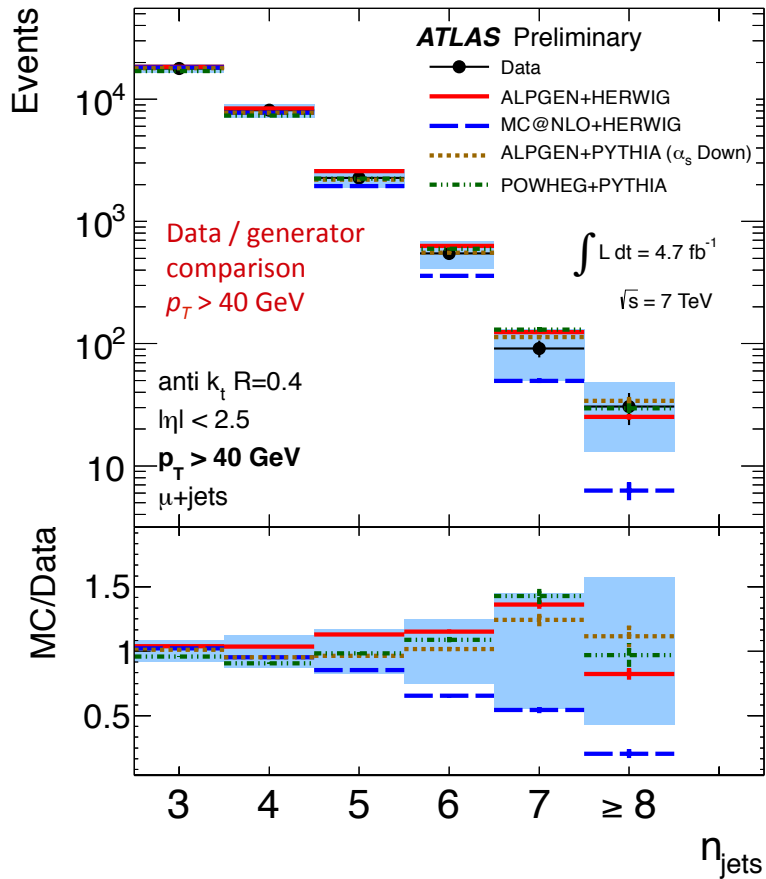 Events
ATLAS Preliminary
Data
ALPGEN+HERWIG
MC@NLO+HERWIG
ALPGEN+PYTHIA (αs Down)
POWHEG+PYTHIA
10⁴
10³
10²
10
Data / generator
comparison
pT > 40 GeV
∫ L dt = 4.7 fb⁻¹
√s = 7 TeV
anti kt R=0.4
|η| < 2.5
pT > 40 GeV
μ+jets
MC/Data
1.5
1
0.5
3 4 5 6 7 ≥ 8
njets